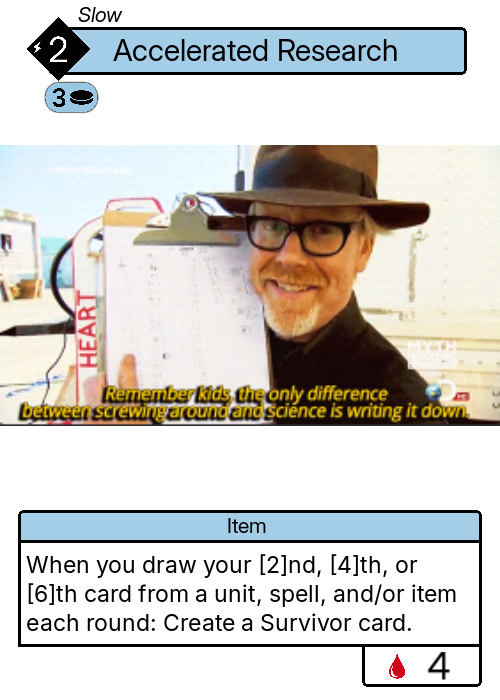 Slow
2 Accelerated Research
3
HEART
MYTH
HD
Remember kids, the only difference
between screwing around and science is writing it down.
Item
When you draw your [2]nd, [4]th, or
[6]th card from a unit, spell, and/or item
each round: Create a Survivor card.
4